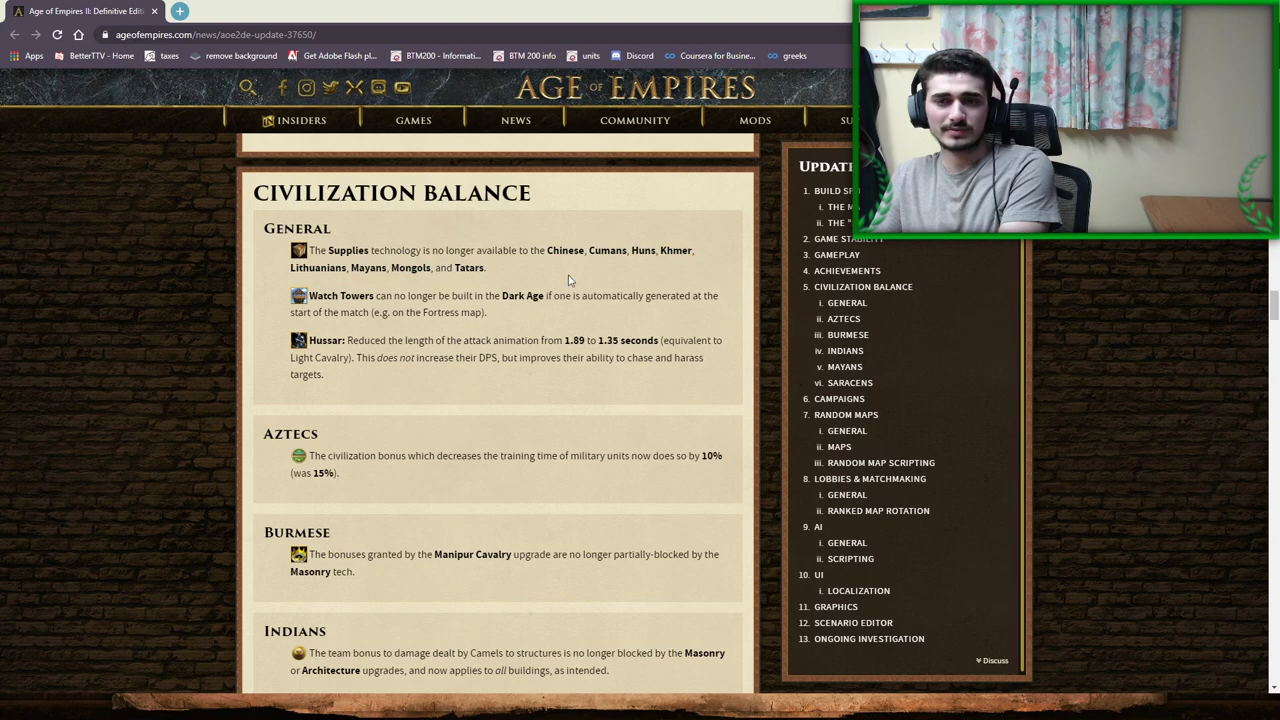 Age of Empires II: Definitive Edit
ageofempires.com/news/aoe2de-update-37650/
Apps
BetterTTV - Home
taxes
remove background
Get Adobe Flash pl...
BTM200 - Informati...
BTM 200 info
units
Discord
Coursera for Busine...
greeks
AGE OF EMPIRES
INSIDERS
GAMES
NEWS
COMMUNITY
MODS
SU
CIVILIZATION BALANCE
GENERAL
The Supplies technology is no longer available to the Chinese, Cumans, Huns, Khmer,
Lithuanians, Mayans, Mongols, and Tatars.
Watch Towers can no longer be built in the Dark Age if one is automatically generated at the
start of the match (e.g. on the Fortress map).
Hussar: Reduced the length of the attack animation from 1.89 to 1.35 seconds (equivalent to
Light Cavalry). This does not increase their DPS, but improves their ability to chase and harass
targets.
AZTECS
The civilization bonus which decreases the training time of military units now does so by 10%
(was 15%).
BURMESE
The bonuses granted by the Manipur Cavalry upgrade are no longer partially-blocked by the
Masonry tech.
INDIANS
The team bonus to damage dealt by Camels to structures is no longer blocked by the Masonry
or Architecture upgrades, and now applies to all buildings, as intended.
UPDATE
1. BUILD SP
i. THE M
ii. THE "
2. GAME STABILITY
3. GAMEPLAY
4. ACHIEVEMENTS
5. CIVILIZATION BALANCE
i. GENERAL
ii. AZTECS
iii. BURMESE
iv. INDIANS
v. MAYANS
vi. SARACENS
6. CAMPAIGNS
7. RANDOM MAPS
i. GENERAL
ii. MAPS
iii. RANDOM MAP SCRIPTING
8. LOBBIES & MATCHMAKING
i. GENERAL
ii. RANKED MAP ROTATION
9. AI
i. GENERAL
ii. SCRIPTING
10. UI
i. LOCALIZATION
11. GRAPHICS
12. SCENARIO EDITOR
13. ONGOING INVESTIGATION
Discuss